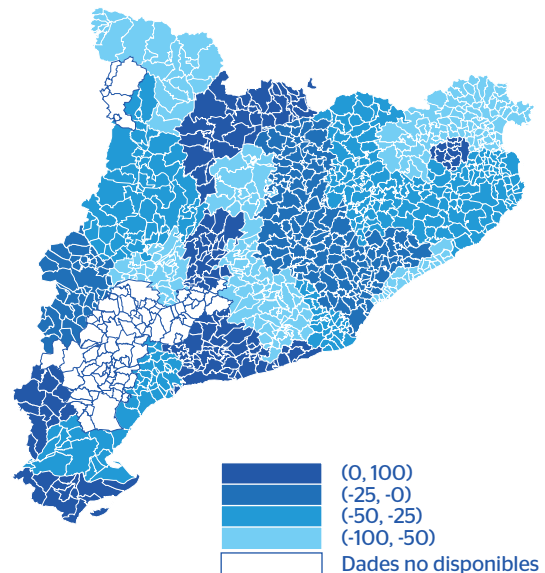 (0, 100)
(-25, -0)
(-50, -25)
(-100, -50)
Dades no disponibles